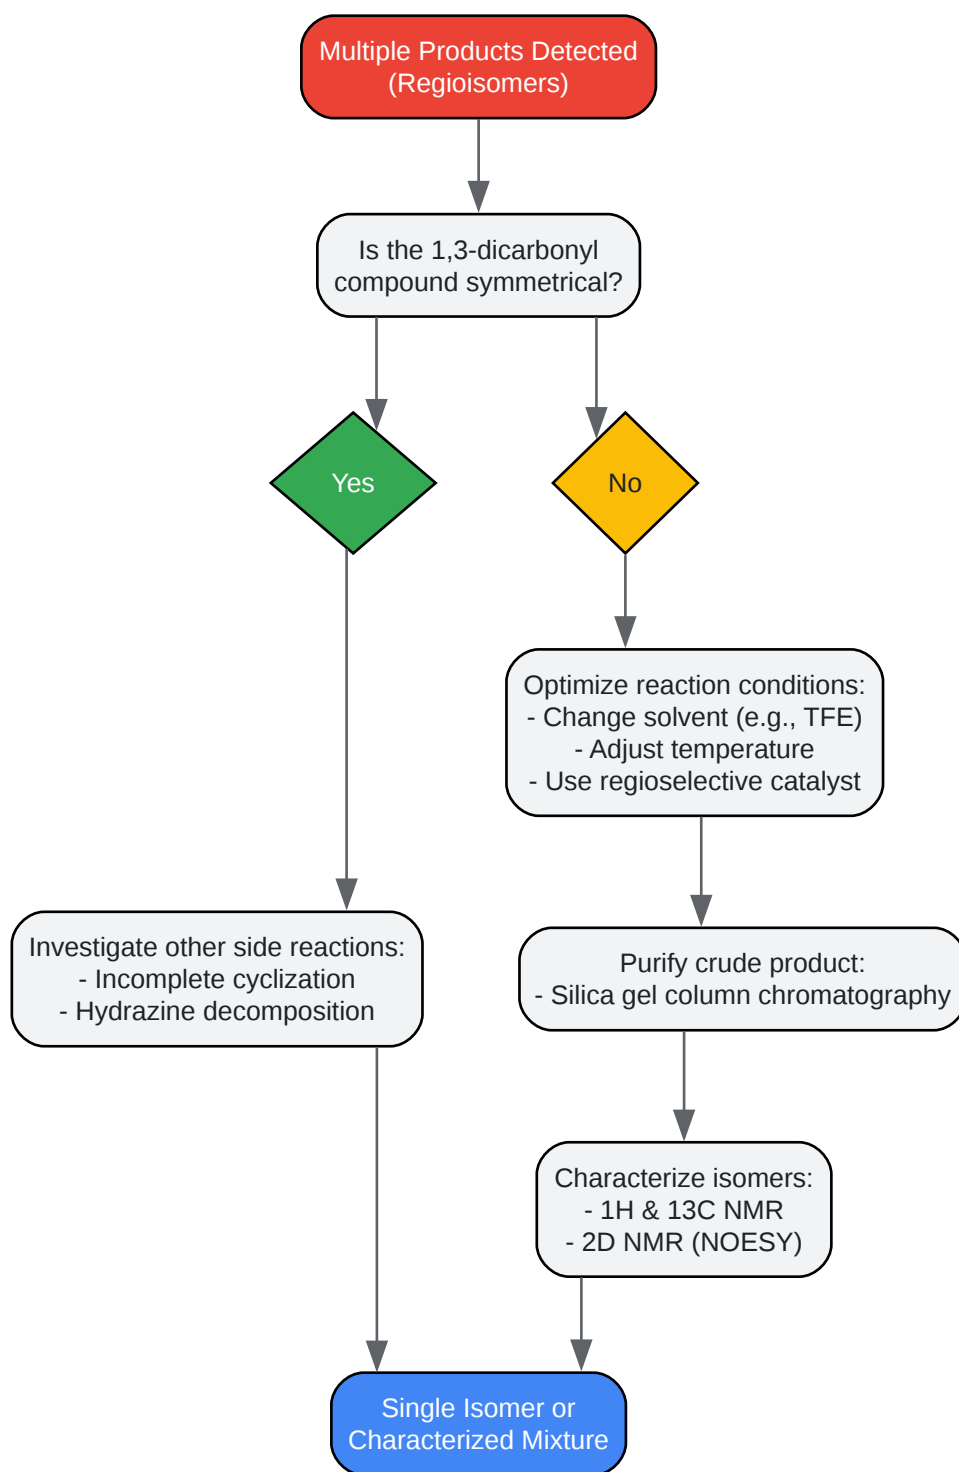 Multiple Products Detected
(Regioisomers)
Is the 1,3-dicarbonyl
compound symmetrical?
Yes
No
Optimize reaction conditions:
- Change solvent (e.g., TFE)
- Adjust temperature
- Use regioselective catalyst
Investigate other side reactions:
- Incomplete cyclization
- Hydrazine decomposition
Purify crude product:
- Silica gel column chromatography
Characterize isomers:
- 1H & 13C NMR
- 2D NMR (NOESY)
Single Isomer or
Characterized Mixture